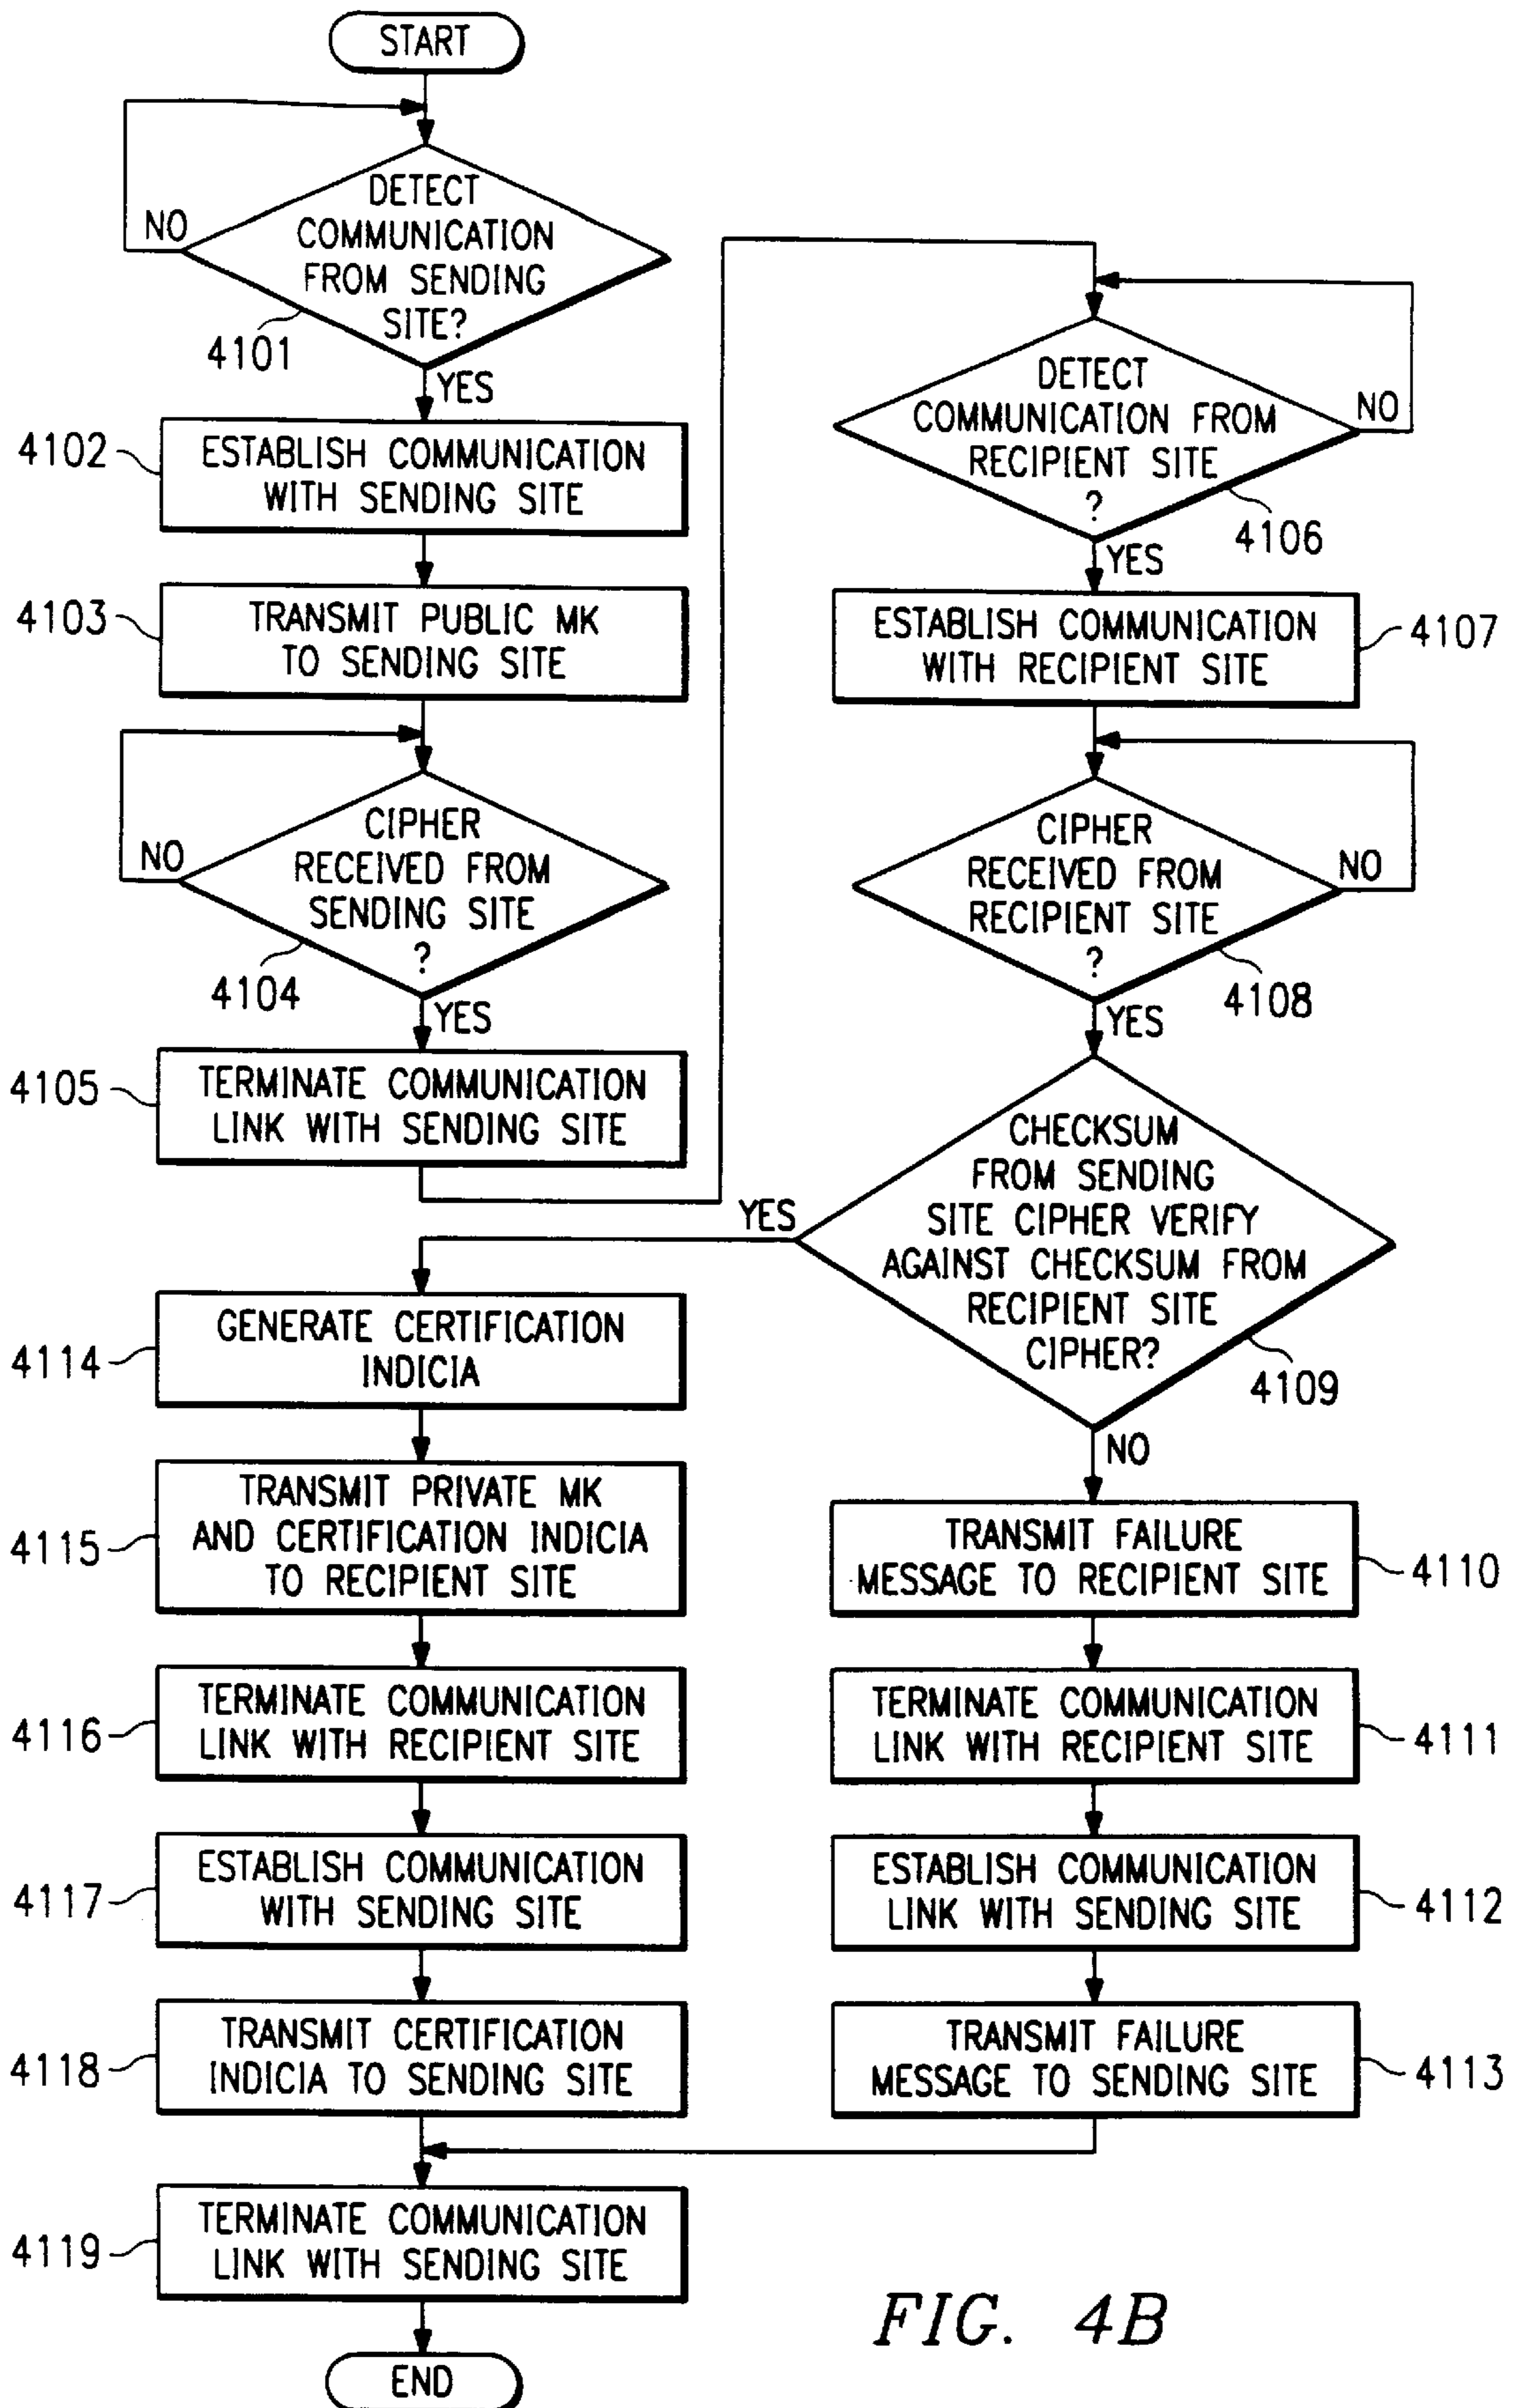 START
DETECT
COMMUNICATION
FROM SENDING
SITE?
NO
4101
YES
4102
ESTABLISH COMMUNICATION
WITH SENDING SITE
4103
TRANSMIT PUBLIC MK
TO SENDING SITE
CIPHER
RECEIVED FROM
SENDING SITE
?
NO
4104
YES
4105
TERMINATE COMMUNICATION
LINK WITH SENDING SITE
DETECT
COMMUNICATION FROM
RECIPIENT SITE
?
NO
4106
YES
ESTABLISH COMMUNICATION
WITH RECIPIENT SITE
4107
CIPHER
RECEIVED FROM
RECIPIENT SITE
?
NO
4108
YES
CHECKSUM
FROM SENDING
SITE CIPHER VERIFY
AGAINST CHECKSUM FROM
RECIPIENT SITE
CIPHER?
YES
4109
NO
TRANSMIT FAILURE
MESSAGE TO RECIPIENT SITE
4110
TERMINATE COMMUNICATION
LINK WITH RECIPIENT SITE
4111
ESTABLISH COMMUNICATION
LINK WITH SENDING SITE
4112
TRANSMIT FAILURE
MESSAGE TO SENDING SITE
4113
4114
GENERATE CERTIFICATION
INDICIA
4115
TRANSMIT PRIVATE MK
AND CERTIFICATION INDICIA
TO RECIPIENT SITE
4116
TERMINATE COMMUNICATION
LINK WITH RECIPIENT SITE
4117
ESTABLISH COMMUNICATION
WITH SENDING SITE
4118
TRANSMIT CERTIFICATION
INDICIA TO SENDING SITE
4119
TERMINATE COMMUNICATION
LINK WITH SENDING SITE
END
FIG. 4B